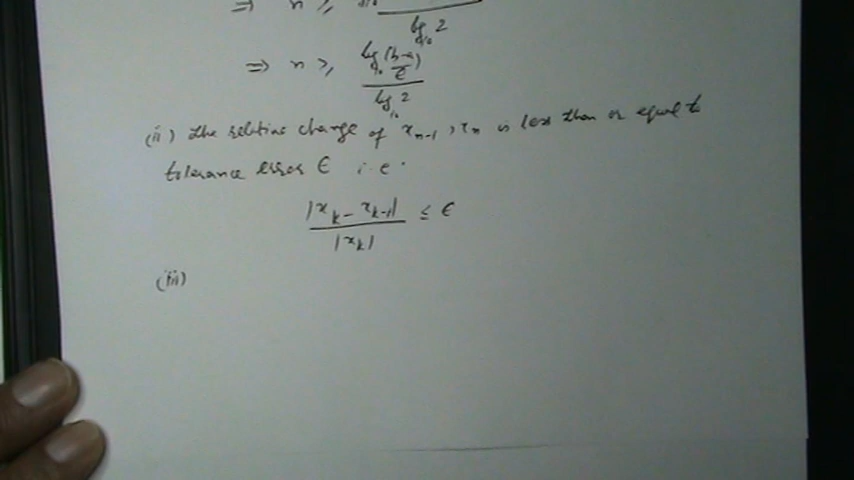 ⇒ n ≥
log₁₀ 2
⇒ n ≥ log₁₀ ((b-a)/ϵ) / log₁₀ 2
(ii) The relative change of xₙ₋₁, xₙ is less than or equal to
tolerance error ϵ i.e.
|xₖ - xₖ₋₁| / |xₖ| ≤ ϵ
(iii)